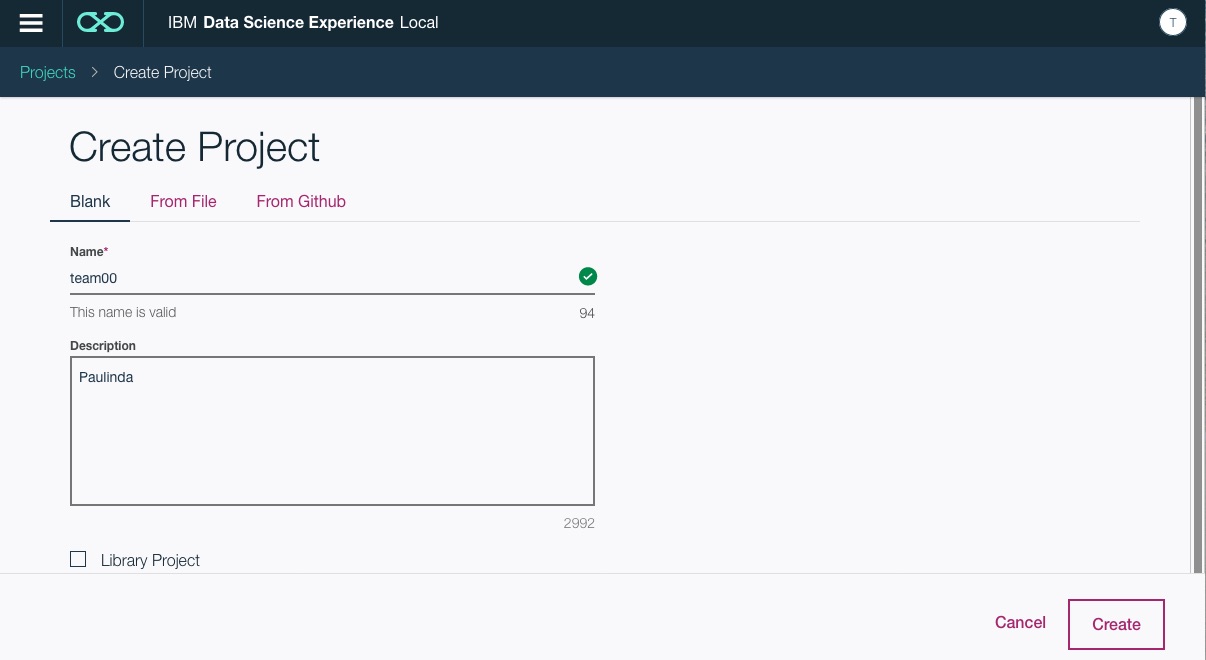 IBM Data Science Experience Local
T
Projects > Create Project
Create Project
Blank From File From Github
Name*
team00
This name is valid 94
Description
Paulinda
2992
Library Project
Cancel Create